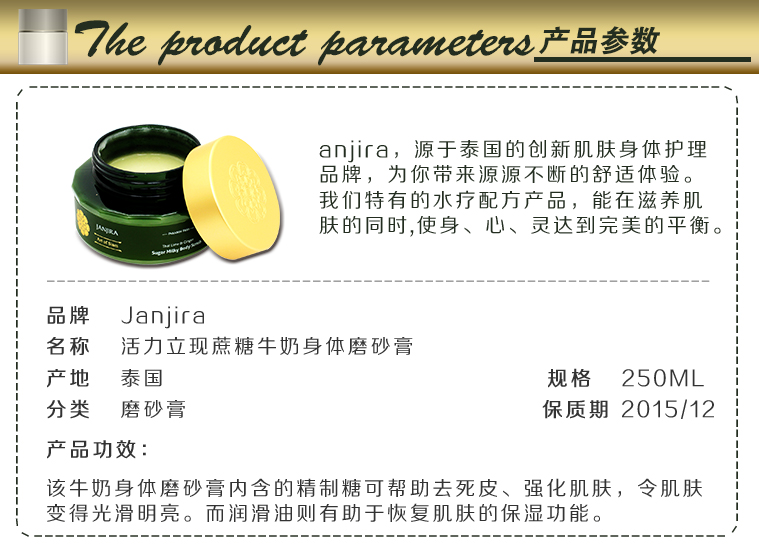 The product parameters 产品参数
anjira，源于泰国的创新肌肤身体护理
品牌，为你带来源源不断的舒适体验。
我们特有的水疗配方产品，能在滋养肌
肤的同时,使身、心、灵达到完美的平衡。
JANJIRA
Art of Siam
Thai Lime & Ginger
Sugar Milky Body Scrub
品牌 Janjira
名称 活力立现蔗糖牛奶身体磨砂膏
产地 泰国 规格 250ML
分类 磨砂膏 保质期 2015/12
产品功效：
该牛奶身体磨砂膏内含的精制糖可帮助去死皮、强化肌肤，令肌肤
变得光滑明亮。而润滑油则有助于恢复肌肤的保湿功能。